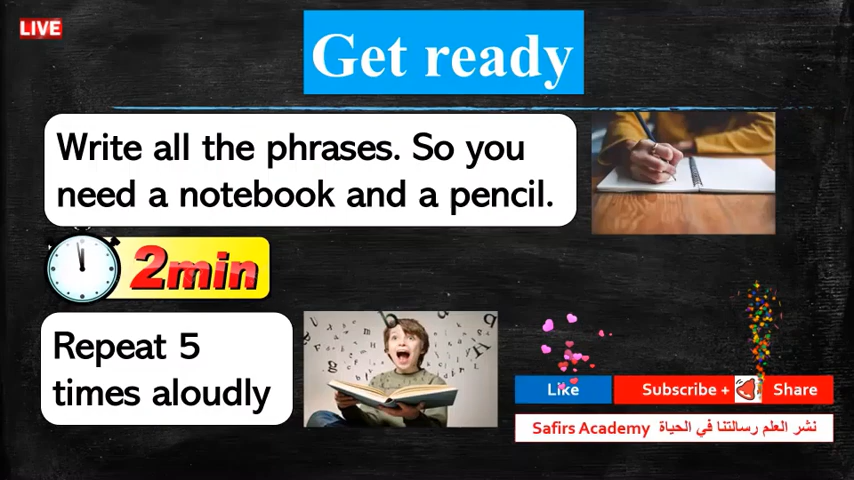 LIVE
Get ready
Write all the phrases. So you
need a notebook and a pencil.
2min
Repeat 5
times aloudly
Like
Subscribe +
Share
Safirs Academy نشر العلم رسالتنا في الحياة